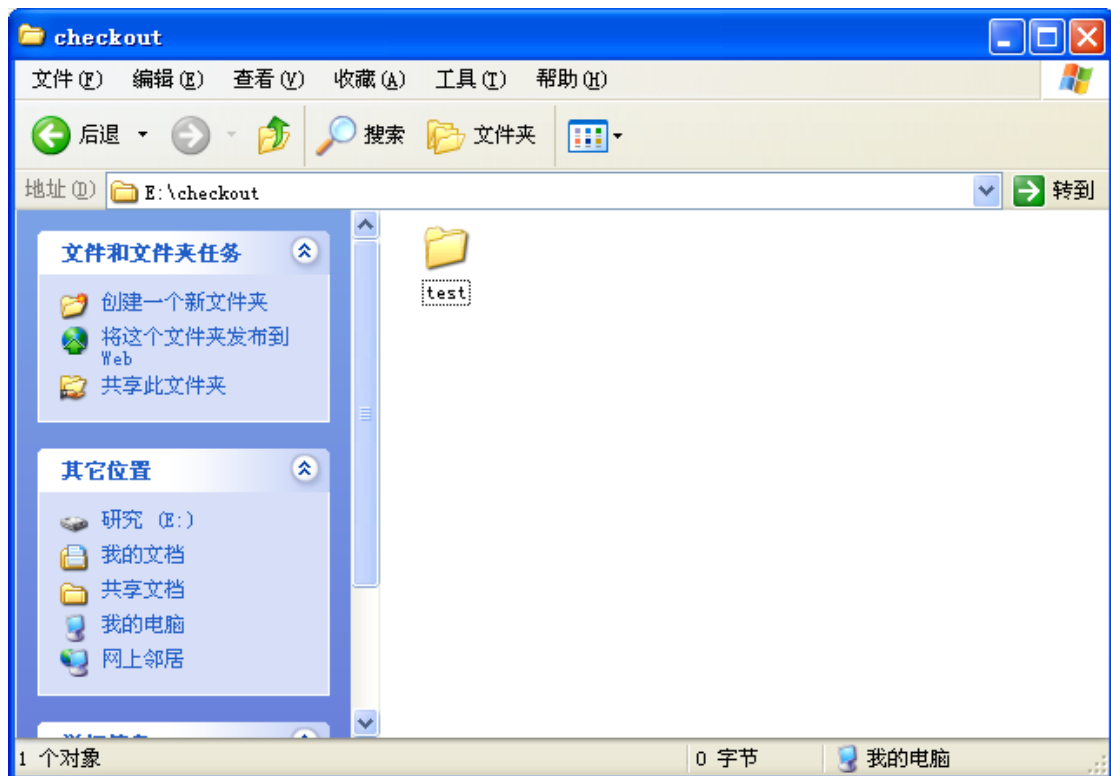 checkout
文件(F) 编辑(E) 查看(V) 收藏(A) 工具(T) 帮助(H)
后退 搜索 文件夹
地址(D) E:\checkout 转到
文件和文件夹任务
创建一个新文件夹
将这个文件夹发布到
Web
共享此文件夹
test
其它位置
研究 (E:)
我的文档
共享文档
我的电脑
网上邻居
1 个对象 0 字节 我的电脑